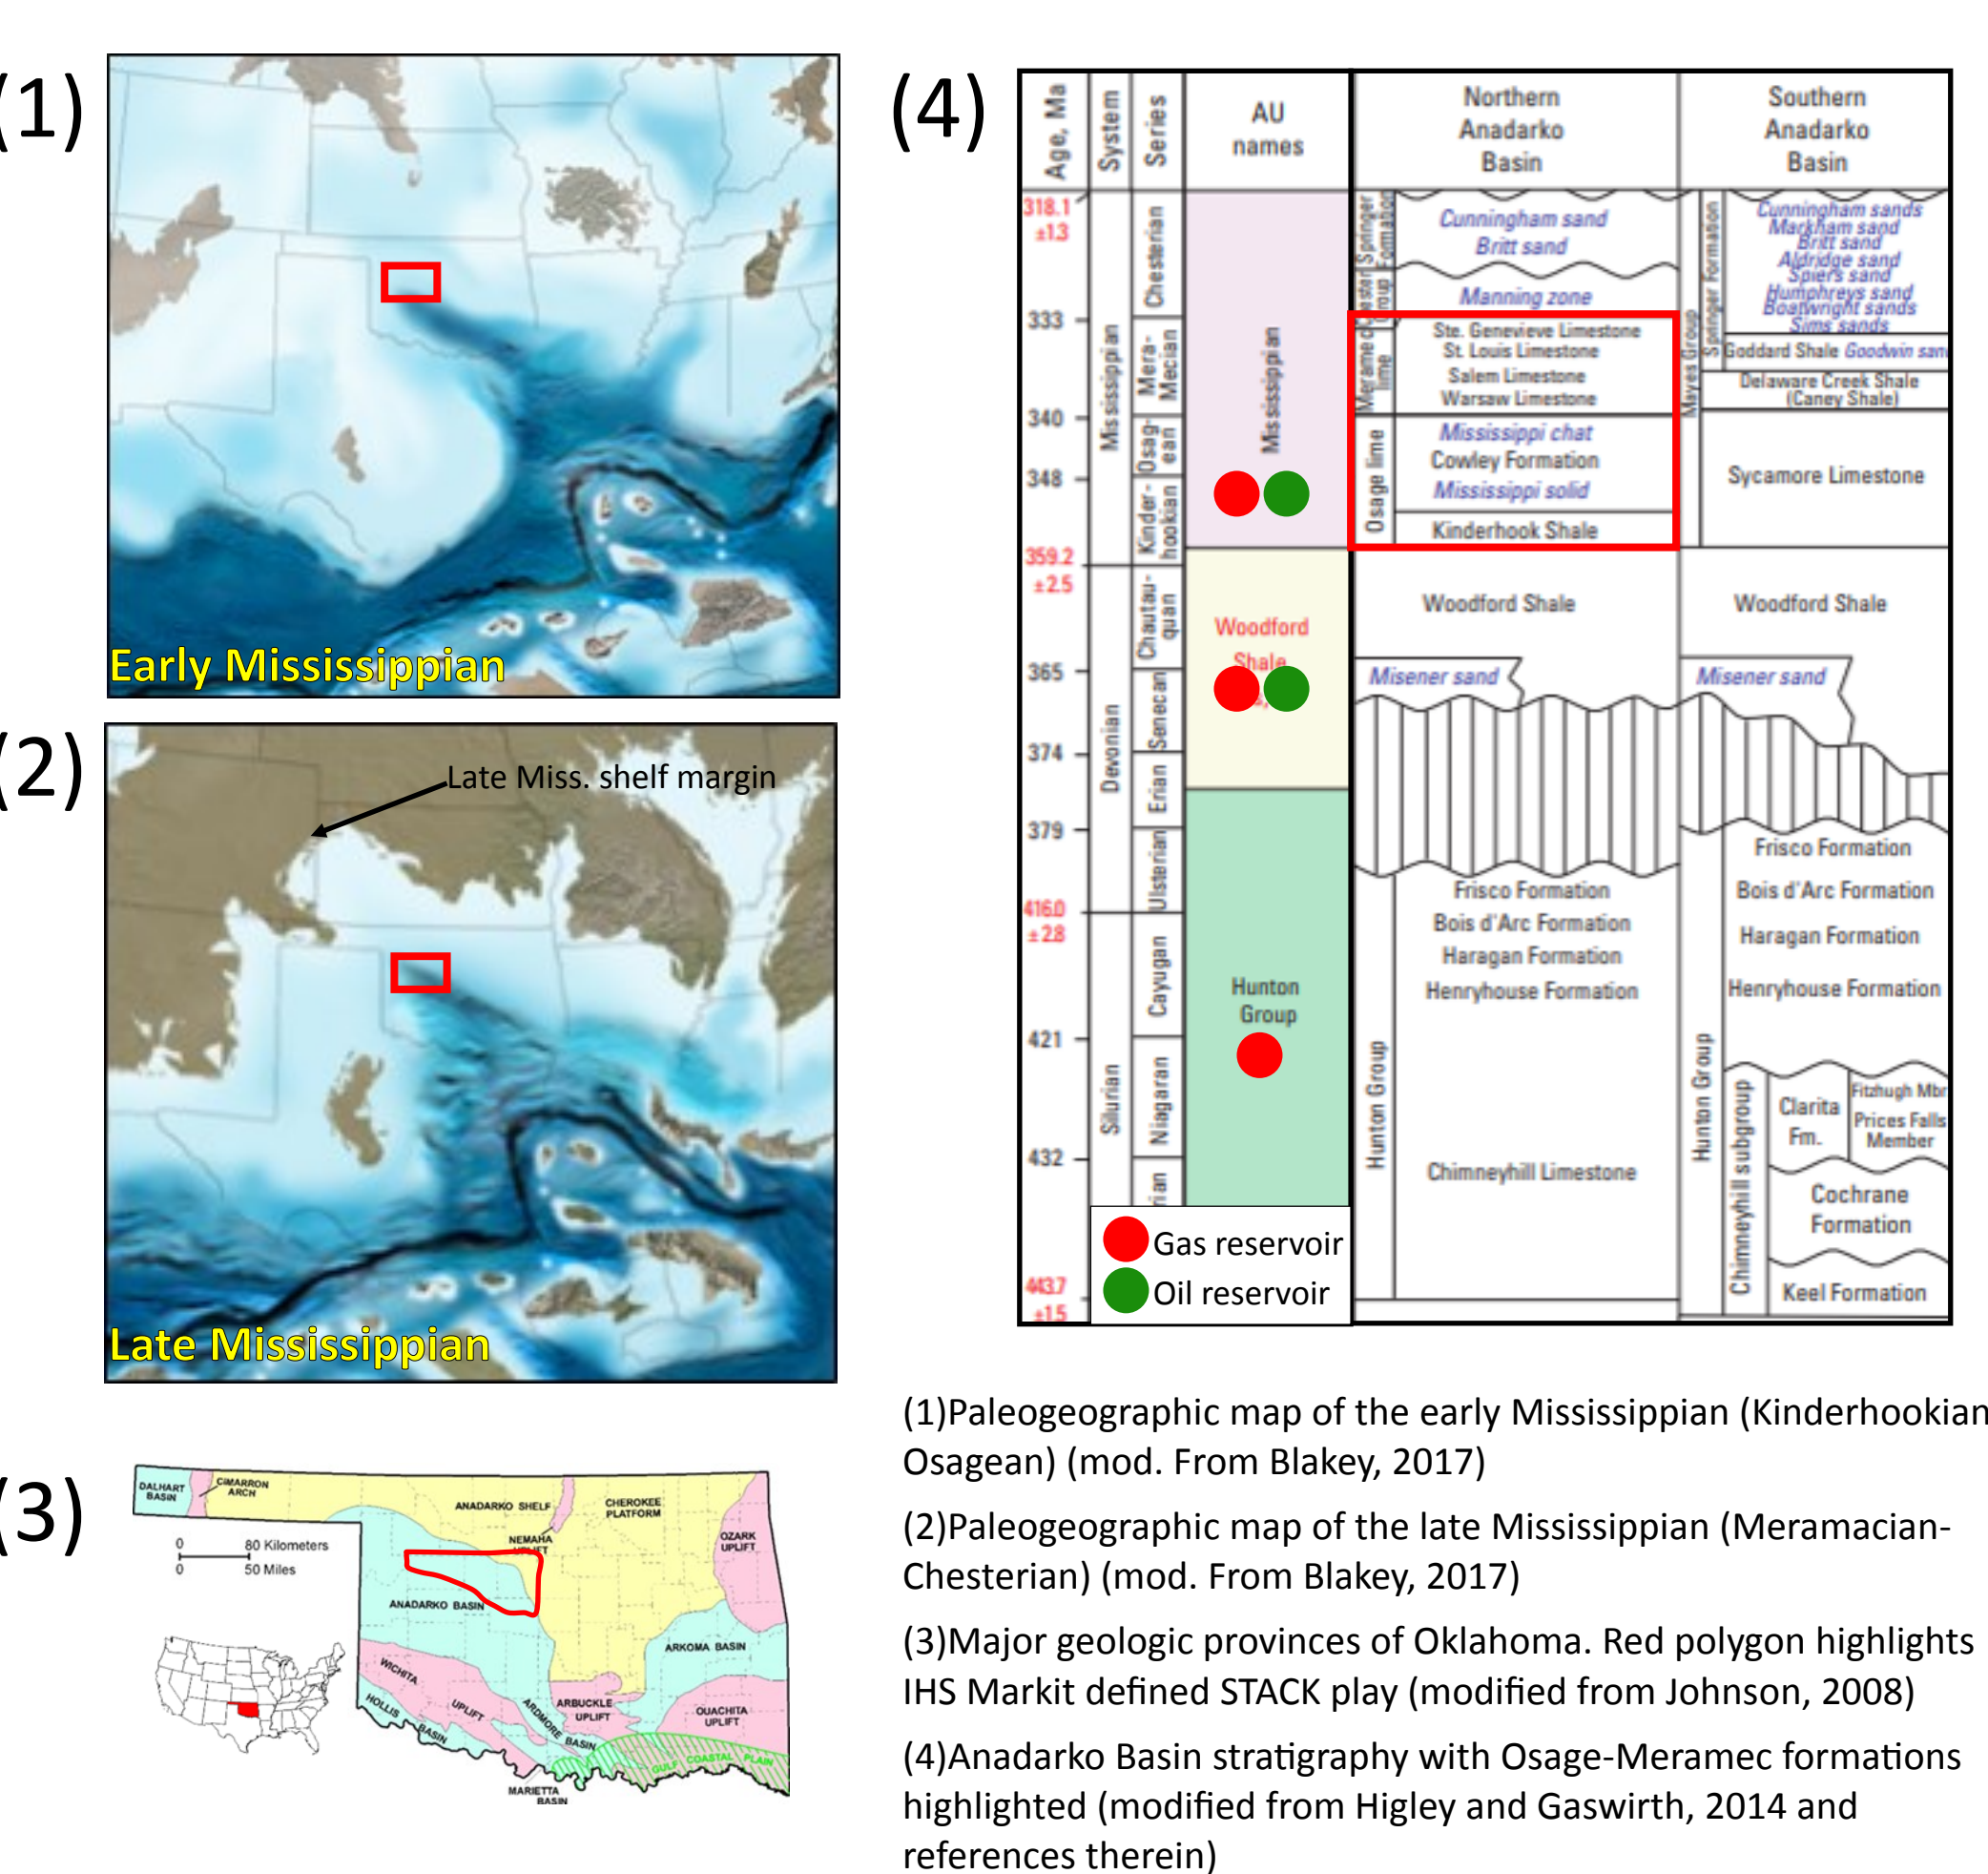 (1)
Early Mississippian
(2)
Late Miss. shelf margin
Late Mississippian
(3)
DALHART
BASIN
CIMARRON
ARCH
ANADARKO SHELF
CHEROKEE
PLATFORM
NEMAHA
UPLIFT
OZARK
UPLIFT
0 80 Kilometers
0 50 Miles
ANADARKO BASIN
ARKOMA BASIN
WICHITA
UPLIFT
HOLLIS
BASIN
ARDMORE
BASIN
ARBUCKLE
UPLIFT
OUACHITA
UPLIFT
GULF COASTAL PLAIN
MARIETTA
BASIN
(4)
Age, Ma
System
Series
AU
names
Northern
Anadarko
Basin
Southern
Anadarko
Basin
318.1
±1.3
333
340
348
359.2
±2.5
365
374
379
416.0
±2.8
421
432
443.7
±1.5
Mississippian
Devonian
Silurian
Chesterian
Mera-
Mecian
Osag-
ean
Kinder-
hookian
Chautau-
quan
Senecan
Erian
Ulsterian
Cayugan
Niagaran
rian
Mississippian
Woodford
Shale
Hunton
Group
Gas reservoir
Oil reservoir
Springer
Formation
Cunningham sand
Britt sand
Chester
Group
Manning zone
Meramec
lime
Ste. Genevieve Limestone
St. Louis Limestone
Salem Limestone
Warsaw Limestone
Osage lime
Mississippi chat
Cowley Formation
Mississippi solid
Kinderhook Shale
Woodford Shale
Misener sand
Hunton Group
Frisco Formation
Bois d'Arc Formation
Haragan Formation
Henryhouse Formation
Chimneyhill Limestone
Mayes Group
Springer Formation
Cunningham sands
Markham sand
Britt sand
Aldridge sand
Spiers sand
Humphreys sand
Boatwright sands
Sims sands
Goddard Shale Goodwin san
Delaware Creek Shale
(Caney Shale)
Sycamore Limestone
Woodford Shale
Misener sand
Hunton Group
Frisco Formation
Bois d'Arc Formation
Haragan Formation
Henryhouse Formation
Chimneyhill subgroup
Clarita
Fm.
Fitzhugh Mbr
Prices Falls
Member
Cochrane
Formation
Keel Formation
(1)Paleogeographic map of the early Mississippian (Kinderhookian
Osagean) (mod. From Blakey, 2017)
(2)Paleogeographic map of the late Mississippian (Meramacian-
Chesterian) (mod. From Blakey, 2017)
(3)Major geologic provinces of Oklahoma. Red polygon highlights
IHS Markit defined STACK play (modified from Johnson, 2008)
(4)Anadarko Basin stratigraphy with Osage-Meramec formations
highlighted (modified from Higley and Gaswirth, 2014 and
references therein)